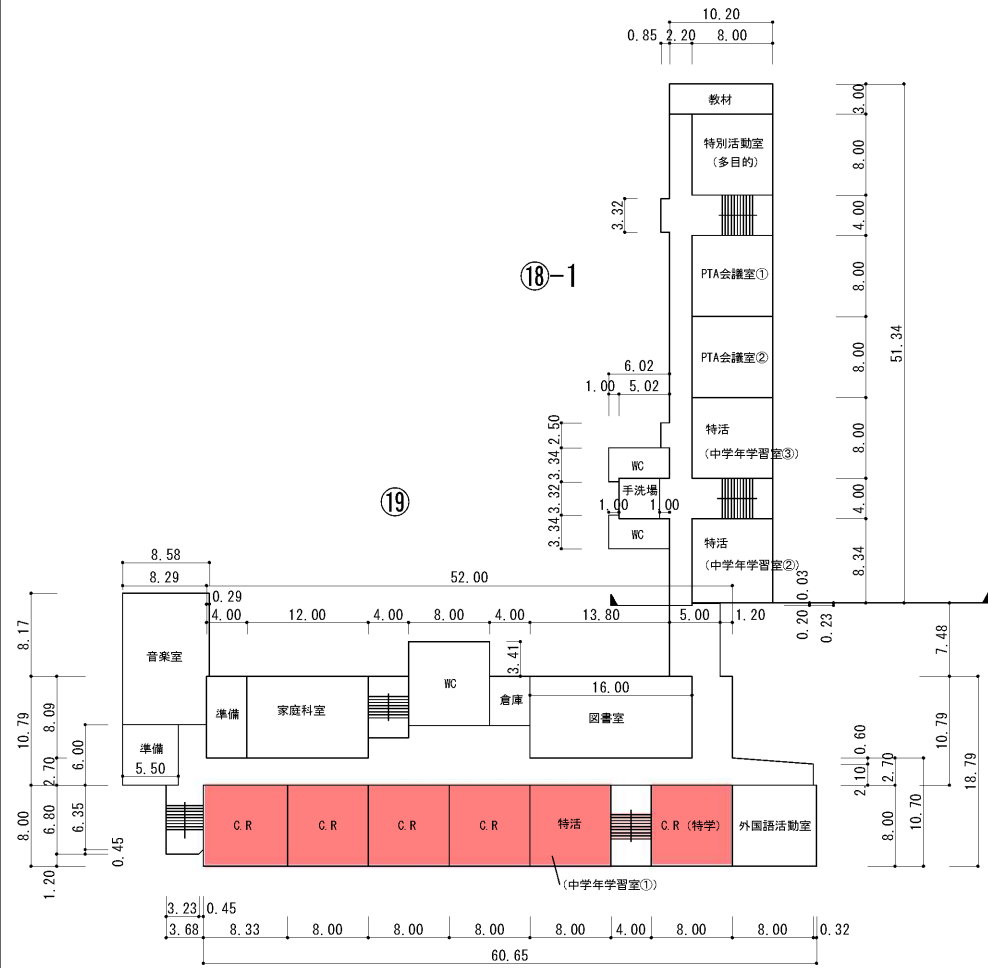 10.20
0.85 2.20 8.00
教材
3.00
特別活動室
(多目的)
8.00
3.32
4.00
⑱-1
PTA会議室①
8.00
51.34
PTA会議室②
8.00
6.02
1.00 5.02
2.50
特活
(中学年学習室③)
8.00
WC
3.34
手洗場
⑲
3.32
1.00 1.00
4.00
WC
3.34
特活
(中学年学習室②)
8.34
8.58
8.29
52.00
0.29
4.00 12.00 4.00 8.00 4.00 13.80 5.00 1.20
0.20 0.03
0.23
8.17
音楽室
3.41
7.48
WC
倉庫
16.00
準備
家庭科室
図書室
10.79
8.09
準備
6.00
5.50
2.70
0.60
2.70
2.10
10.79
18.79
8.00
6.80
6.35
C.R
C.R
C.R
C.R
特活
C.R (特学)
外国語活動室
8.00
10.70
0.45
1.20
(中学年学習室①)
3.23 0.45
3.68 8.33 8.00 8.00 8.00 8.00 4.00 8.00 8.00 0.32
60.65